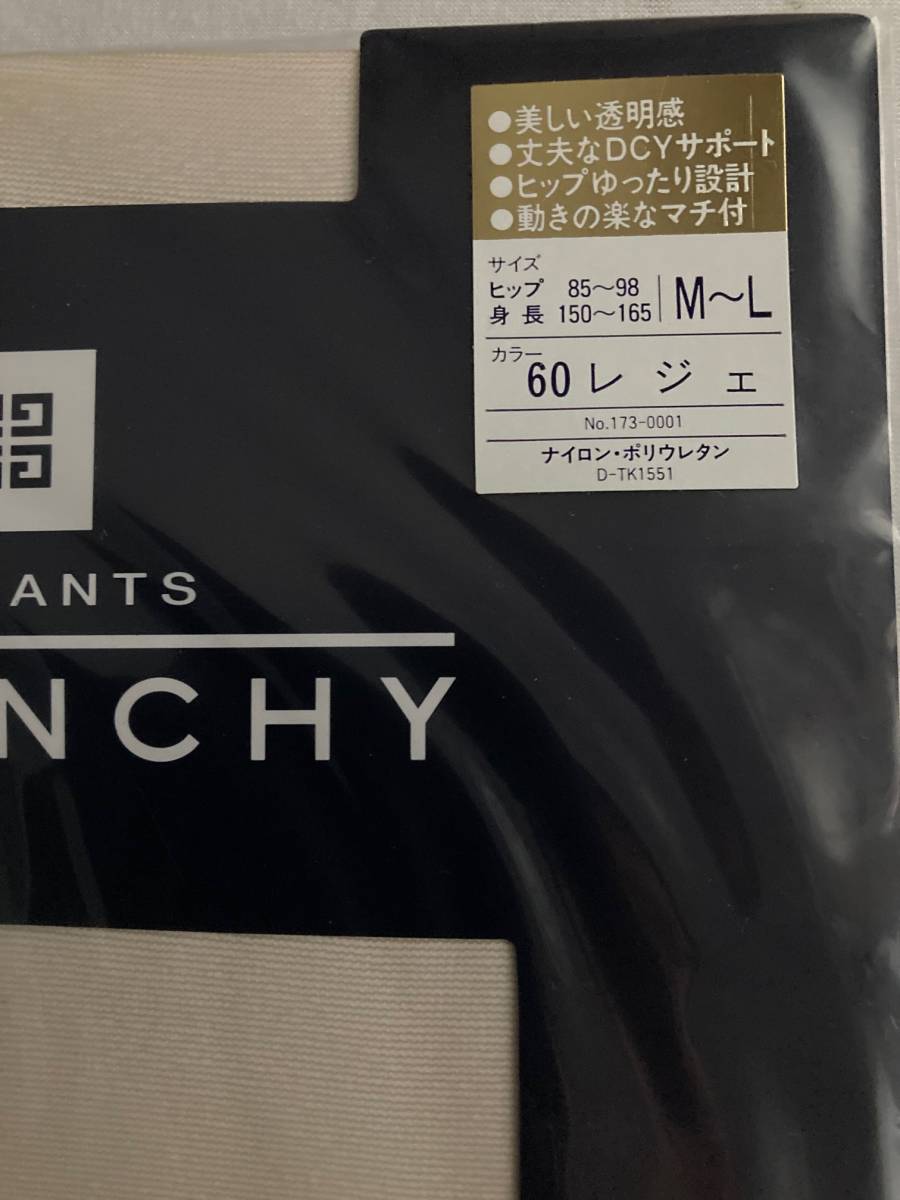 ●美しい透明感
●丈夫なDCYサポート
●ヒップゆったり設計
●動きの楽なマチ付
サイズ
ヒップ 85〜98
身長 150〜165
M〜L
カラー
60レジェ
No.173-0001
ナイロン・ポリウレタン
D-TK1551
ANTS
NCHY